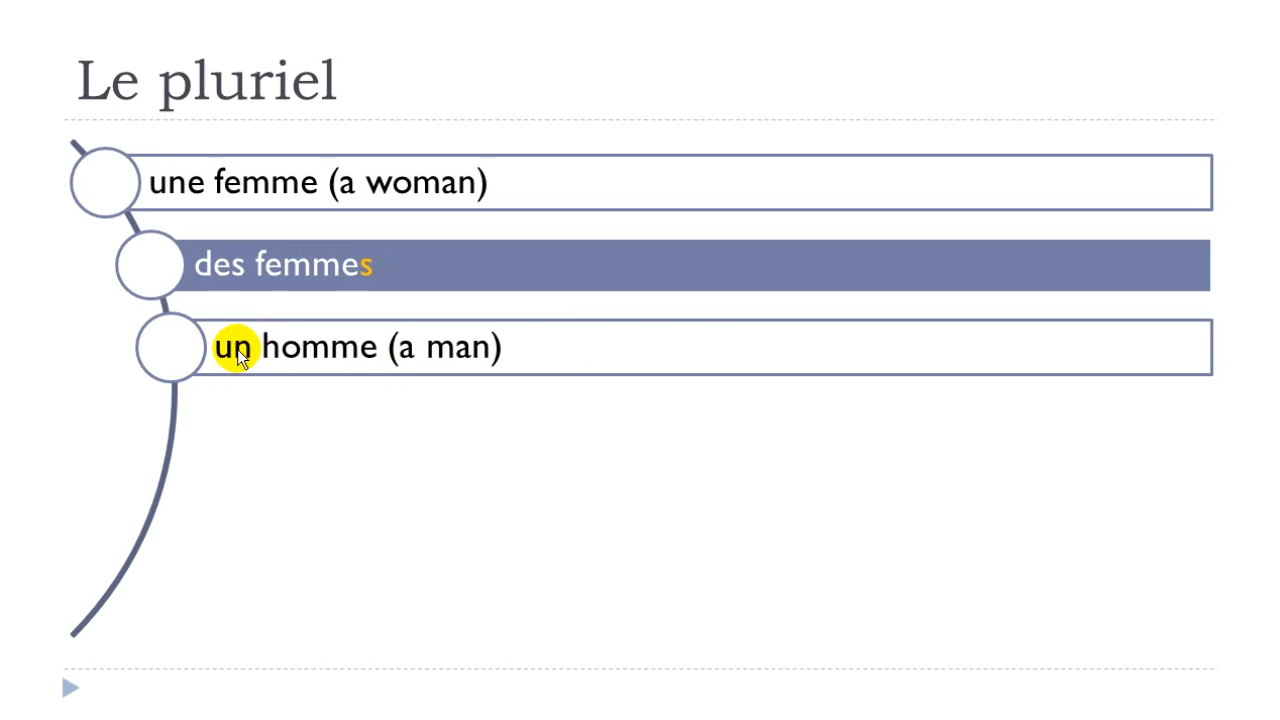 Le pluriel
une femme (a woman)
des femmes
un homme (a man)